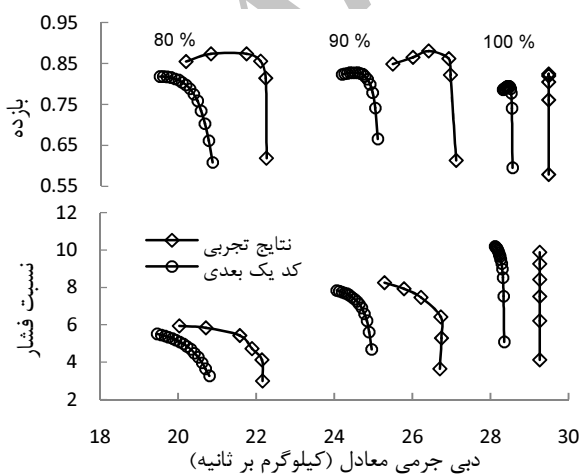 0.95
80 %
90 %
100 %
0.85
0.75
0.65
0.55
بازده
12
10
8
6
4
2
نسبت فشار
نتایج تجربی
کد یک بعدی
18 20 22 24 26 28 30
دبی جرمی معادل (کیلوگرم بر ثانیه)